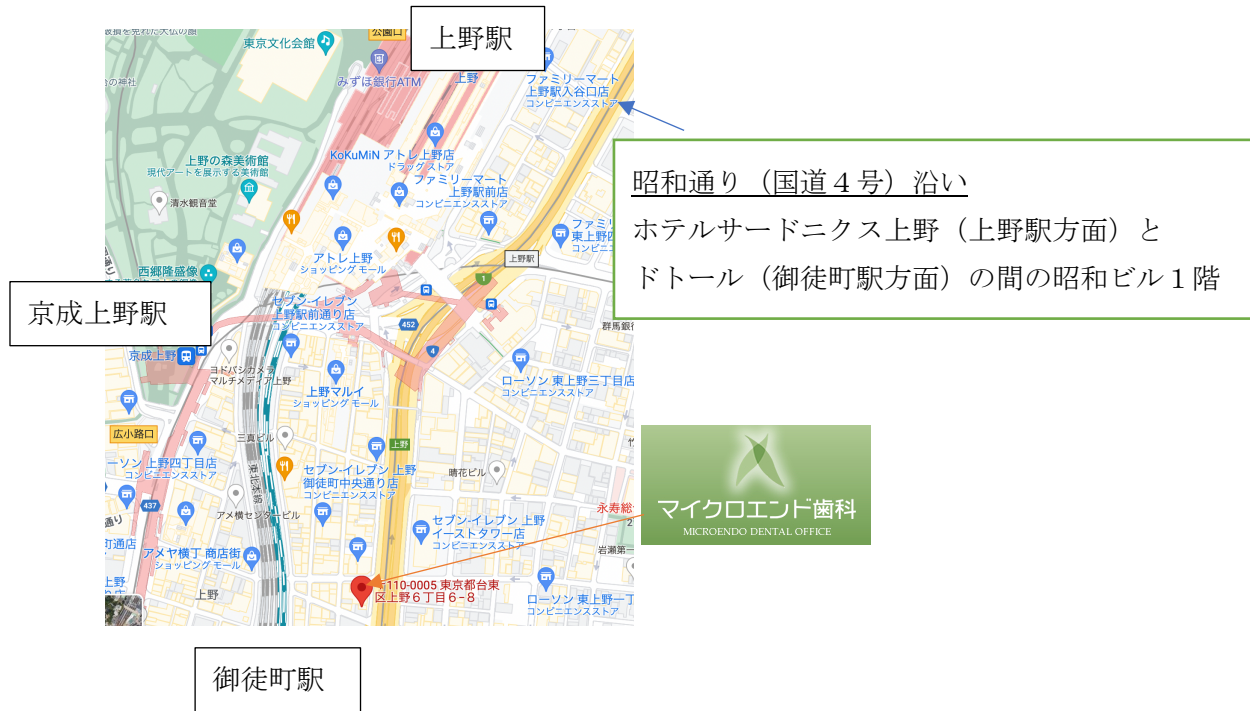 上野駅
破損を免れた大仏の顔
東京文化会館
公園口
みずほ銀行ATM
上野
ファミリーマート
上野駅入谷口店
コンビニエンスストア
KoKuMiN アトレ上野店
ドラッグ ストア
上野の森美術館
現代アートを展示する美術館
ファミリーマート
上野駅前店
コンビニエンスストア
清水観音堂
アトレ上野
ショッピング モール
上野駅
1
西郷隆盛像
昭和通り（国道４号）沿い
ホテルサードニクス上野（上野駅方面）と
ドトール（御徒町駅方面）の間の昭和ビル１階
京成上野駅
セブン-イレブン
上野駅前通り店
コンビニエンスストア
452
4
京成上野
ヨドバシカメラ
マルチメディア上野
上野マルイ
ショッピング モール
ローソン 東上野三丁目店
コンビニエンスストア
広小路口
三真ビル
上野
ローソン 上野四丁目店
コンビニエンスストア
東北本線
セブン-イレブン 上野
御徒町中央通り店
コンビニエンスストア
晴花ビル
437
アメ横センタービル
セブン-イレブン 上野
イーストタワー店
コンビニエンスストア
マイクロエンド歯科
MICROENDO DENTAL OFFICE
アメヤ横丁 商店街
ショッピング モール
上野
110-0005 東京都台東
区上野６丁目６−８
ローソン 東上野一丁
コンビニエンスストア
御徒町駅